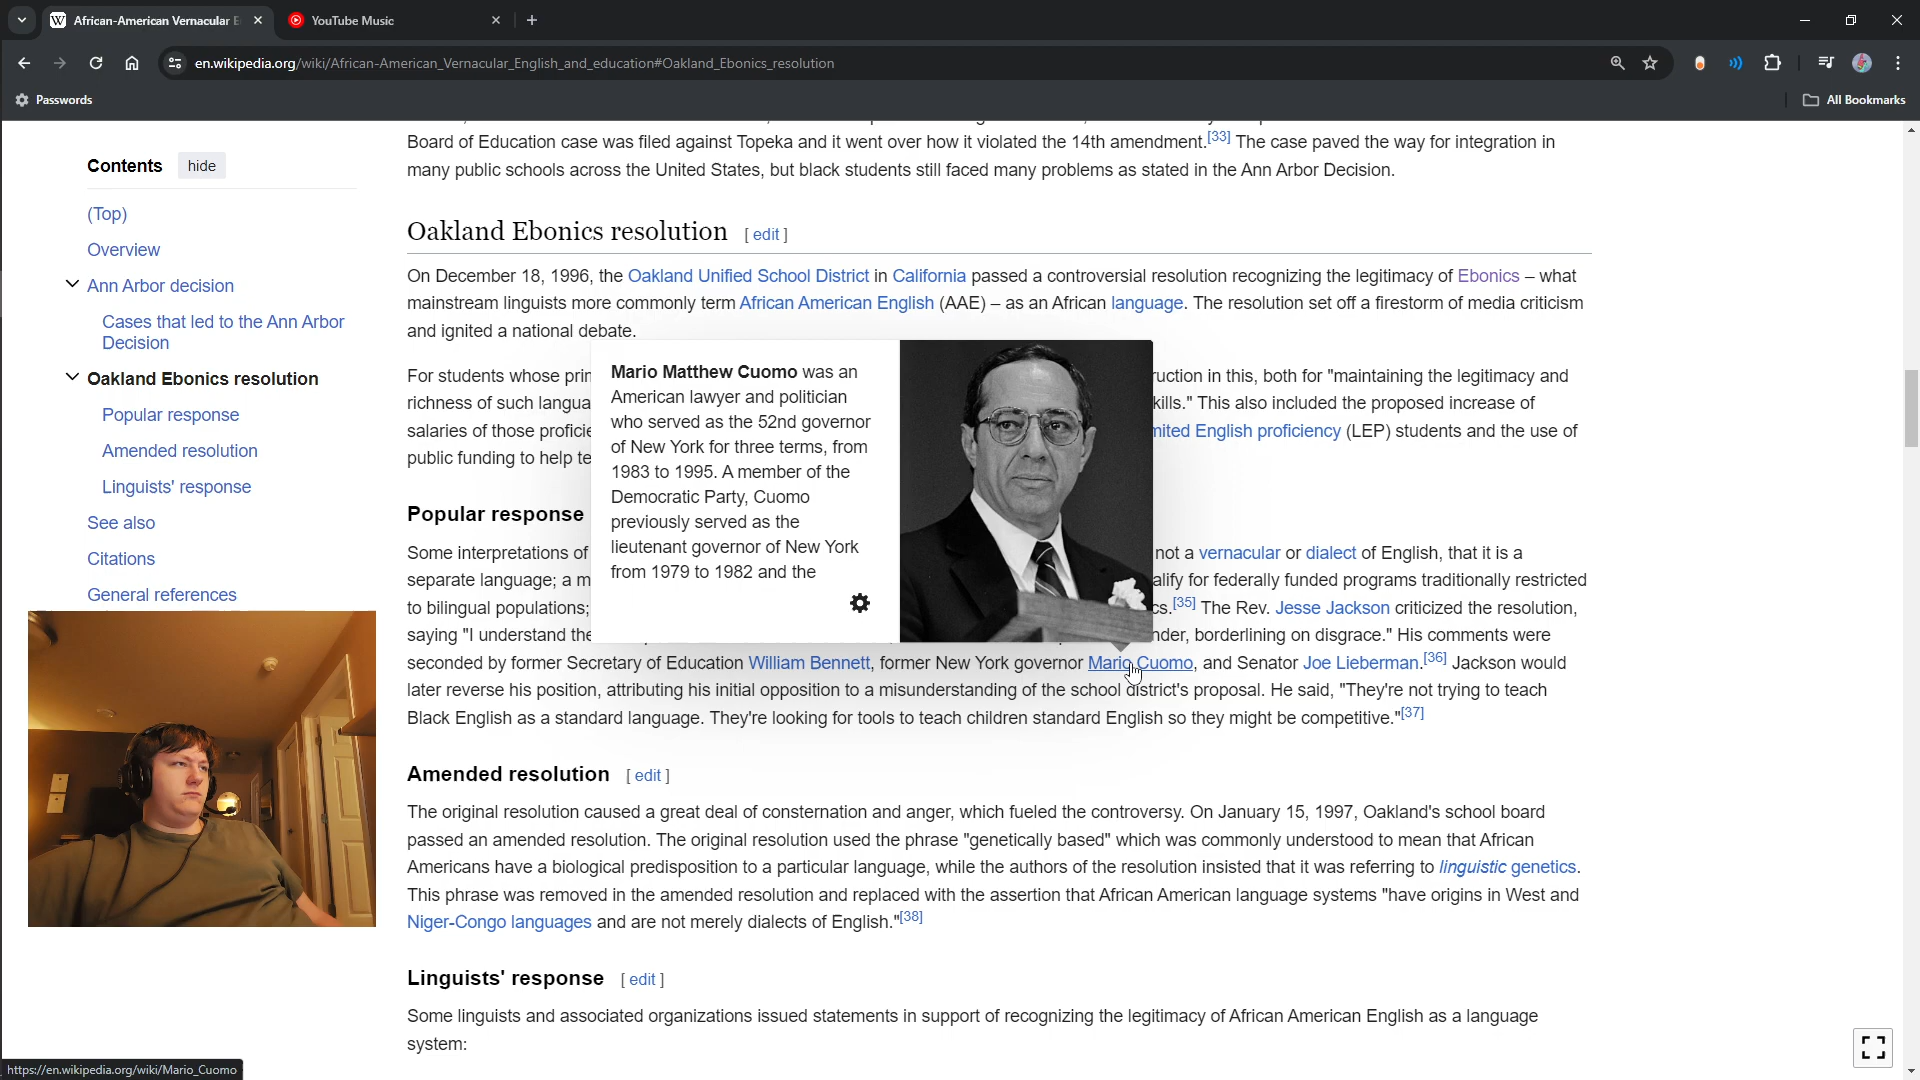 African-American Vernacular E
YouTube Music
en.wikipedia.org/wiki/African-American_Vernacular_English_and_education#Oakland_Ebonics_resolution
Passwords
All Bookmarks
Contents hide
(Top)
Overview
Ann Arbor decision
Cases that led to the Ann Arbor
Decision
Oakland Ebonics resolution
Popular response
Amended resolution
Linguists' response
See also
Citations
General references
Board of Education case was filed against Topeka and it went over how it violated the 14th amendment.[33] The case paved the way for integration in
many public schools across the United States, but black students still faced many problems as stated in the Ann Arbor Decision.
Oakland Ebonics resolution [ edit ]
On December 18, 1996, the Oakland Unified School District in California passed a controversial resolution recognizing the legitimacy of Ebonics – what
mainstream linguists more commonly term African American English (AAE) – as an African language. The resolution set off a firestorm of media criticism
and ignited a national debate.
For students whose prin
ruction in this, both for "maintaining the legitimacy and
richness of such langua
kills." This also included the proposed increase of
salaries of those proficie
mited English proficiency (LEP) students and the use of
public funding to help te
Mario Matthew Cuomo was an
American lawyer and politician
who served as the 52nd governor
of New York for three terms, from
1983 to 1995. A member of the
Democratic Party, Cuomo
previously served as the
lieutenant governor of New York
from 1979 to 1982 and the
Popular response
Some interpretations of
not a vernacular or dialect of English, that it is a
separate language; a m
alify for federally funded programs traditionally restricted
to bilingual populations;
cs.[35] The Rev. Jesse Jackson criticized the resolution,
saying "I understand the
nder, borderlining on disgrace." His comments were
seconded by former Secretary of Education William Bennett, former New York governor Mario Cuomo, and Senator Joe Lieberman.[36] Jackson would
later reverse his position, attributing his initial opposition to a misunderstanding of the school district's proposal. He said, "They're not trying to teach
Black English as a standard language. They're looking for tools to teach children standard English so they might be competitive."[37]
Amended resolution [ edit ]
The original resolution caused a great deal of consternation and anger, which fueled the controversy. On January 15, 1997, Oakland's school board
passed an amended resolution. The original resolution used the phrase "genetically based" which was commonly understood to mean that African
Americans have a biological predisposition to a particular language, while the authors of the resolution insisted that it was referring to linguistic genetics.
This phrase was removed in the amended resolution and replaced with the assertion that African American language systems "have origins in West and
Niger-Congo languages and are not merely dialects of English."[38]
Linguists' response [ edit ]
Some linguists and associated organizations issued statements in support of recognizing the legitimacy of African American English as a language
system:
https://en.wikipedia.org/wiki/Mario_Cuomo